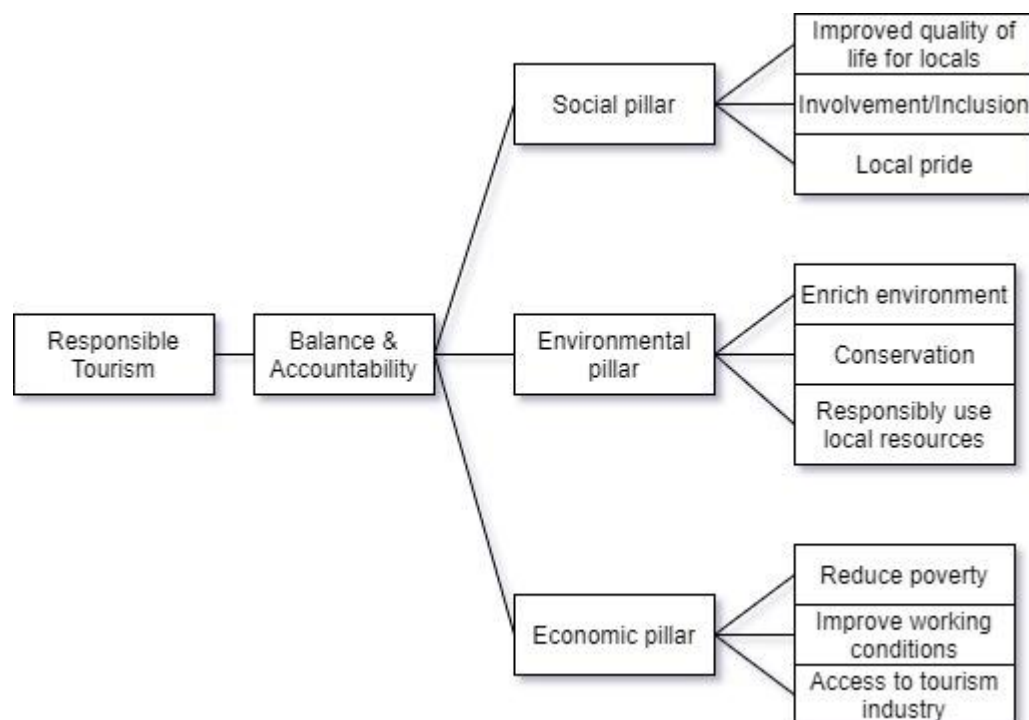 Improved quality of
life for locals
Social pillar
Involvement/Inclusion
Local pride
Enrich environment
Responsible
Tourism
Balance &
Accountability
Environmental
pillar
Conservation
Responsibly use
local resources
Reduce poverty
Economic pillar
Improve working
conditions
Access to tourism
industry